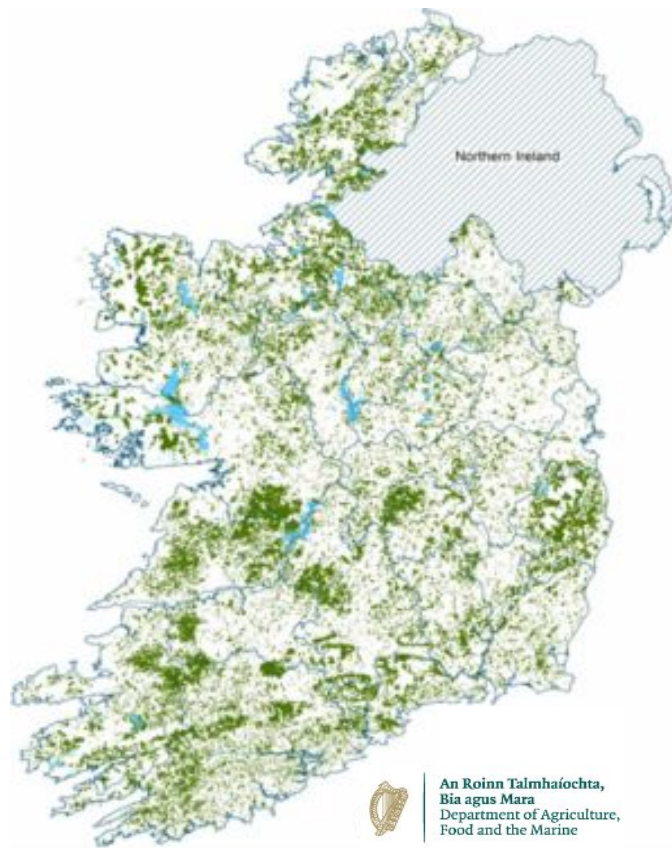 Northern Ireland
An Roinn Talmhaíochta,
Bia agus Mara
Department of Agriculture,
Food and the Marine